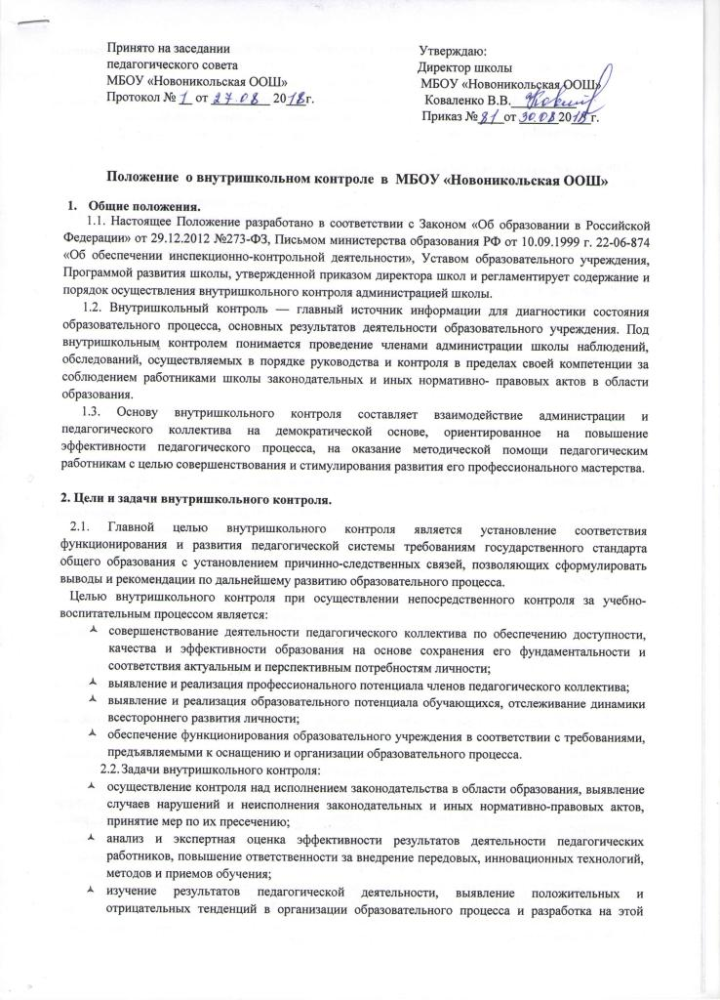 Принято на заседании
педагогического совета
МБОУ «Новоникольская ООШ»
Протокол № 1 от 27.08 2018г.
Утверждаю:
Директор школы
МБОУ «Новоникольская ООШ»
Коваленко В.В.
Приказ № 81 от 30.08 2018г.
Положение о внутришкольном контроле в МБОУ «Новоникольская ООШ»
1. Общие положения.
1.1. Настоящее Положение разработано в соответствии с Законом «Об образовании в Российской
Федерации» от 29.12.2012 №273-ФЗ, Письмом министерства образования РФ от 10.09.1999 г. 22-06-874
«Об обеспечении инспекционно-контрольной деятельности», Уставом образовательного учреждения,
Программой развития школы, утвержденной приказом директора школ и регламентирует содержание и
порядок осуществления внутришкольного контроля администрацией школы.
1.2. Внутришкольный контроль — главный источник информации для диагностики состояния
образовательного процесса, основных результатов деятельности образовательного учреждения. Под
внутришкольным контролем понимается проведение членами администрации школы наблюдений,
обследований, осуществляемых в порядке руководства и контроля в пределах своей компетенции за
соблюдением работниками школы законодательных и иных нормативно- правовых актов в области
образования.
1.3. Основу внутришкольного контроля составляет взаимодействие администрации и
педагогического коллектива на демократической основе, ориентированное на повышение
эффективности педагогического процесса, на оказание методической помощи педагогическим
работникам с целью совершенствования и стимулирования развития его профессионального мастерства.
2. Цели и задачи внутришкольного контроля.
2.1. Главной целью внутришкольного контроля является установление соответствия
функционирования и развития педагогической системы требованиям государственного стандарта
общего образования с установлением причинно-следственных связей, позволяющих сформулировать
выводы и рекомендации по дальнейшему развитию образовательного процесса.
Целью внутришкольного контроля при осуществлении непосредственного контроля за учебно-
воспитательным процессом является:
совершенствование деятельности педагогического коллектива по обеспечению доступности,
качества и эффективности образования на основе сохранения его фундаментальности и
соответствия актуальным и перспективным потребностям личности;
выявление и реализация профессионального потенциала членов педагогического коллектива;
выявление и реализация образовательного потенциала обучающихся, отслеживание динамики
всестороннего развития личности;
обеспечение функционирования образовательного учреждения в соответствии с требованиями,
предъявляемыми к оснащению и организации образовательного процесса.
2.2. Задачи внутришкольного контроля:
осуществление контроля над исполнением законодательства в области образования, выявление
случаев нарушений и неисполнения законодательных и иных нормативно-правовых актов,
принятие мер по их пресечению;
анализ и экспертная оценка эффективности результатов деятельности педагогических
работников, повышение ответственности за внедрение передовых, инновационных технологий,
методов и приемов обучения;
изучение результатов педагогической деятельности, выявление положительных и
отрицательных тенденций в организации образовательного процесса и разработка на этой